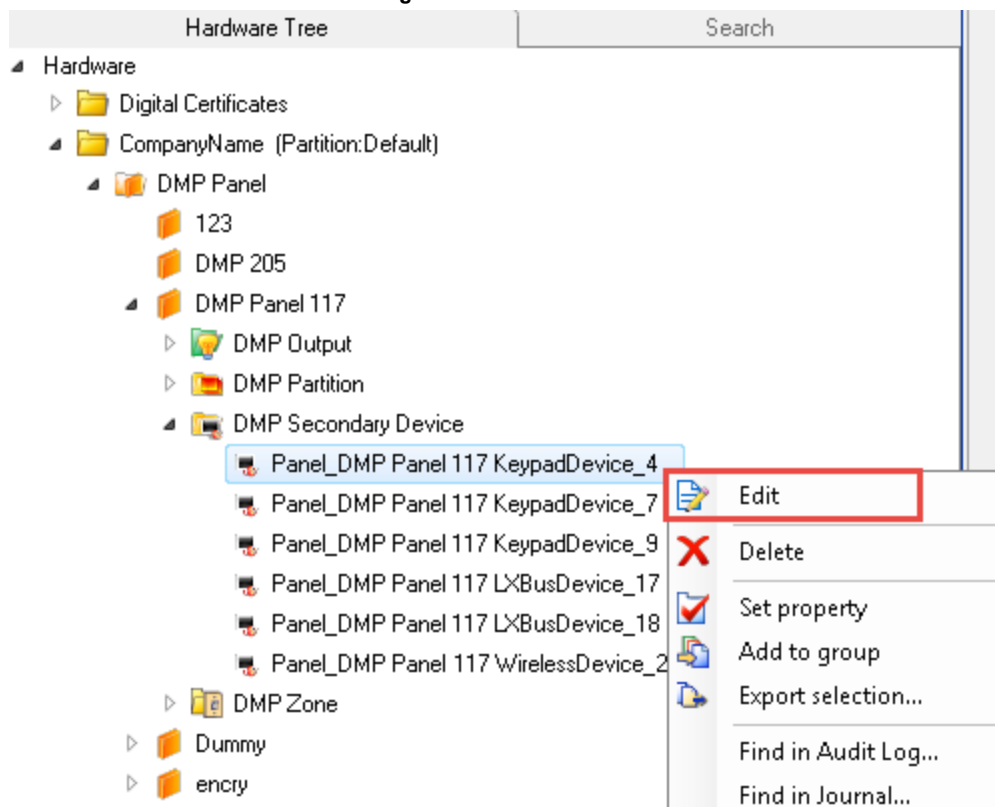 Hardware Tree
Search
Hardware
Digital Certificates
CompanyName (Partition:Default)
DMP Panel
123
DMP 205
DMP Panel 117
DMP Output
DMP Partition
DMP Secondary Device
Panel_DMP Panel 117 KeypadDevice_4
Panel_DMP Panel 117 KeypadDevice_7
Panel_DMP Panel 117 KeypadDevice_9
Panel_DMP Panel 117 LXBusDevice_17
Panel_DMP Panel 117 LXBusDevice_18
Panel_DMP Panel 117 WirelessDevice_2
DMP Zone
Dummy
encry
Edit
Delete
Set property
Add to group
Export selection...
Find in Audit Log...
Find in Journal...